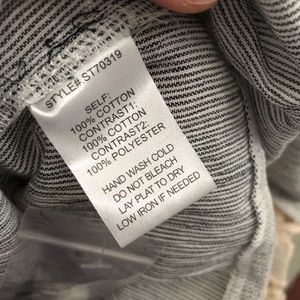 STYLE# ST70319
SELF:
100% COTTON
CONTRAST1:
100% COTTON
CONTRAST2:
100% POLYESTER
HAND WASH COLD
DO NOT BLEACH
LAY PLAT TO DRY
LOW IRON IF NEEDED